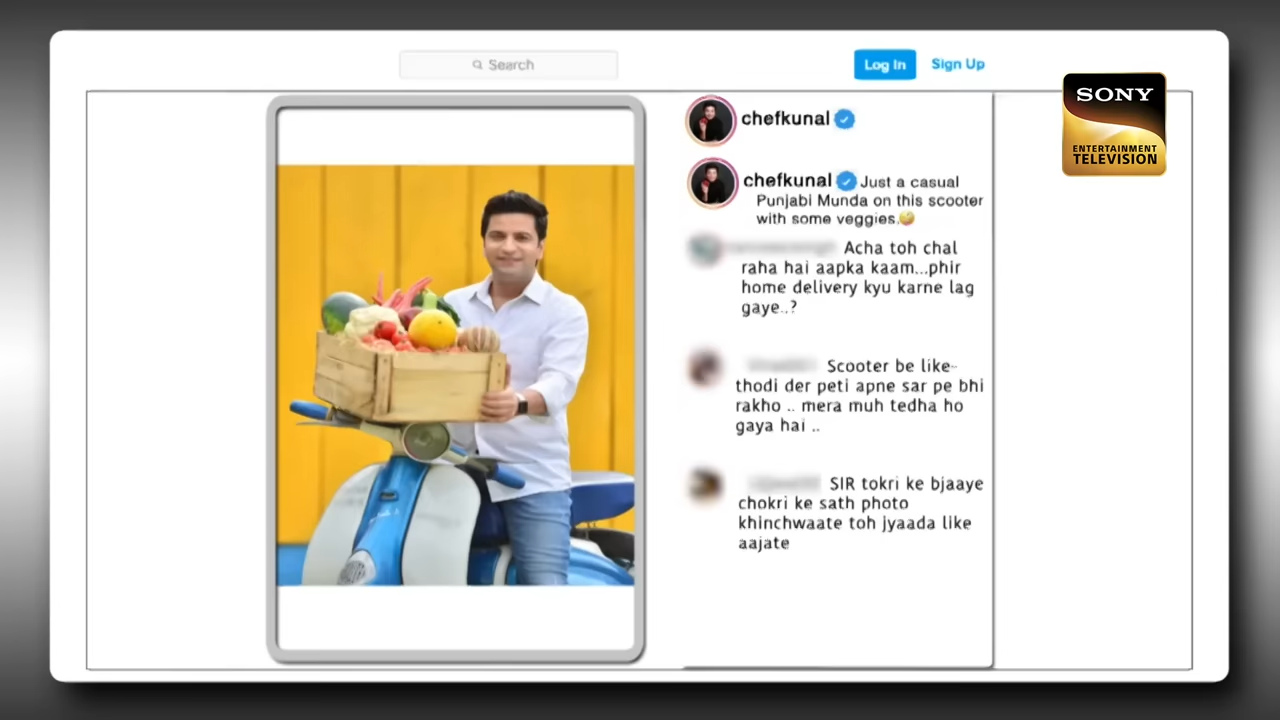 Search
Log In
Sign Up
SONY
ENTERTAINMENT
TELEVISION
chefkunal
chefkunal Just a casual
Punjabi Munda on this scooter
with some veggies.🤪
Acha toh chal
raha hai aapka kaam...phir
home delivery kyu karne lag
gaye..?
Scooter be like-
thodi der peti apne sar pe bhi
rakho .. mera muh tedha ho
gaya hai ..
SIR tokri ke bjaaye
chokri ke sath photo
khinchwaate toh jyaada like
aajate